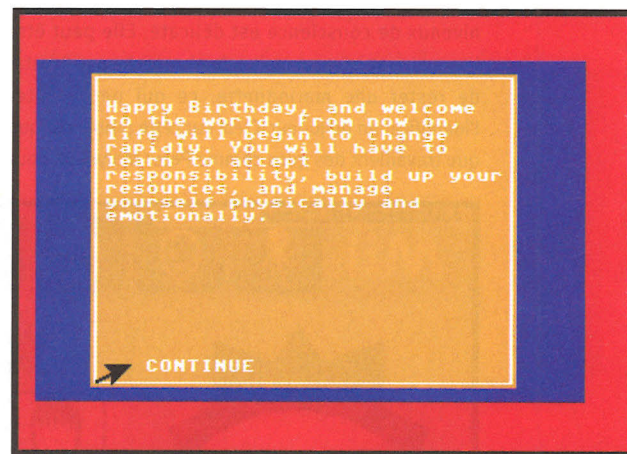 Happy Birthday, and welcome
to the world. From now on,
life will begin to change
rapidly. You will have to
learn to accept
responsibility, build up your
resources, and manage
yourself physically and
emotionally.
CONTINUE